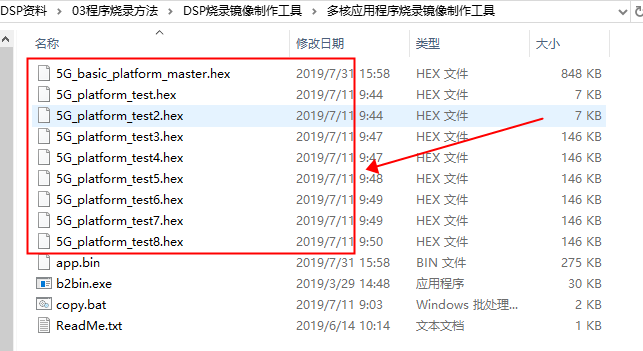 DSP资料 > 03程序烧录方法 > DSP烧录镜像制作工具 > 多核应用程序烧录镜像制作工具
名称 修改日期 类型 大小
5G_basic_platform_master.hex 2019/7/31 15:58 HEX 文件 848 KB
5G_platform_test.hex 2019/7/11 9:44 HEX 文件 7 KB
5G_platform_test2.hex 2019/7/11 9:44 HEX 文件 7 KB
5G_platform_test3.hex 2019/7/11 9:47 HEX 文件 146 KB
5G_platform_test4.hex 2019/7/11 9:47 HEX 文件 146 KB
5G_platform_test5.hex 2019/7/11 9:48 HEX 文件 146 KB
5G_platform_test6.hex 2019/7/11 9:49 HEX 文件 146 KB
5G_platform_test7.hex 2019/7/11 9:49 HEX 文件 146 KB
5G_platform_test8.hex 2019/7/11 9:50 HEX 文件 146 KB
app.bin 2019/7/31 15:58 BIN 文件 275 KB
b2bin.exe 2019/3/29 14:48 应用程序 30 KB
copy.bat 2019/7/11 9:03 Windows 批处理... 2 KB
ReadMe.txt 2019/6/14 10:14 文本文档 4 KB